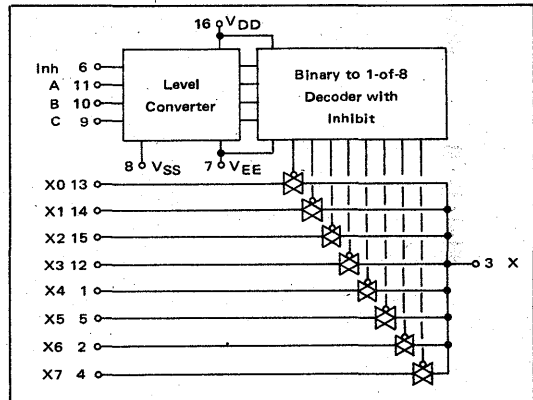 16 VDD
Inh 6
A 11
B 10
C 9
Level
Converter
Binary to 1-of-8
Decoder with
Inhibit
8 VSS
7 VEE
X0 13
X1 14
X2 15
X3 12
X4 1
X5 5
X6 2
X7 4
3 X